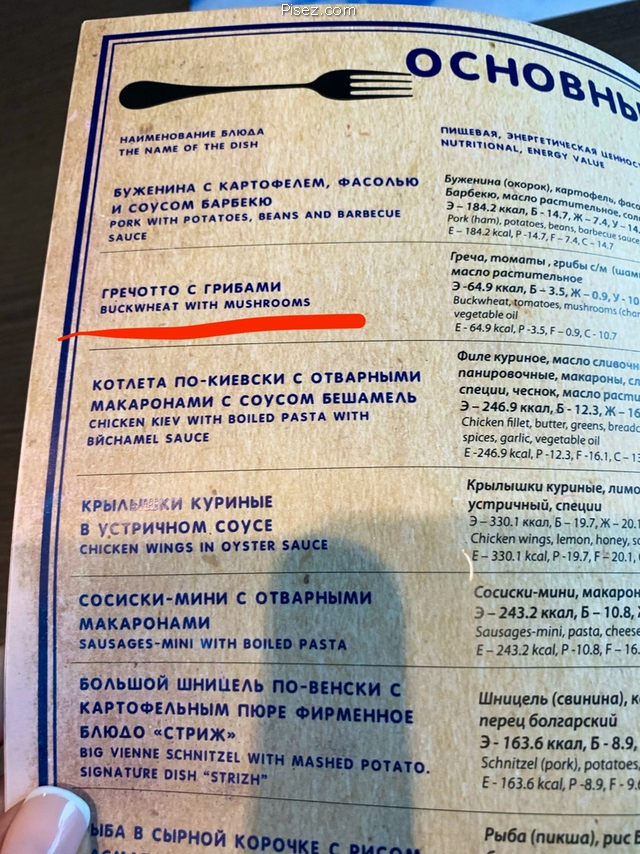 Pisez.com
ОСНОВНЫ
НАИМЕНОВАНИЕ БЛЮДА
THE NAME OF THE DISH
ПИЩЕВАЯ, ЭНЕРГЕТИЧЕСКАЯ
NUTRITIONAL, ENERGY VALUE
БУЖЕНИНА С КАРТОФЕЛЕМ, ФАСОЛЬЮ
И СОУСОМ БАРБЕКЮ
PORK WITH POTATOES, BEANS AND BARBECUE
SAUCE
Буженина (окорок), картофель,
Барбекю, масло растительное,
Э – 184.2 ккал, Б - 14.7, Ж – 7.4,
Pork (ham), potatoes, beans, barbecue sauce
E – 184.2 kcal, P -14.7, F – 7.4, C – 14.7
ГРЕЧОТТО С ГРИБАМИ
BUCKWHEAT WITH MUSHROOMS
Греча, томаты , грибы с/м
масло растительное
Э -64.9 ккал, Б – 3.5, Ж – 0.9, У - 10
Buckwheat, tomatoes, mushrooms
vegetable oil
E - 64.9 kcal, P -3.5, F – 0.9, C - 10.7
КОТЛЕТА ПО-КИЕВСКИ С ОТВАРНЫМИ
МАКАРОНАМИ С СОУСОМ БЕШАМЕЛЬ
CHICKEN KIEV WITH BOILED PASTA WITH
BЙCHAMEL SAUCE
Филе куриное, масло
панировочные, макароны,
специи, чеснок, масло
Э – 246.9 ккал, Б - 12.3, Ж – 16
Chicken fillet, butter, greens,
spices, garlic, vegetable oil
E -246.9 kcal, P -12.3, F -16.1, C –
КРЫЛЫШКИ КУРИНЫЕ
В УСТРИЧНОМ СОУСЕ
CHICKEN WINGS IN OYSTER SAUCE
Крылышки куриные,
устричный, специи
Э – 330.1 ккал, Б – 19.7, Ж – 20.1
Chicken wings, lemon, honey,
E – 330.1 kcal, P -19.7, F – 20.1,
СОСИСКИ-МИНИ С ОТВАРНЫМИ
МАКАРОНАМИ
SAUSAGES-MINI WITH BOILED PASTA
Сосиски-мини,
Э – 243.2 ккал, Б – 10.8,
Sausages-mini, pasta, cheese
E – 243.2 kcal, P -10.8, F – 16.
БОЛЬШОЙ ШНИЦЕЛЬ ПО-ВЕНСКИ С
КАРТОФЕЛЬНЫМ ПЮРЕ ФИРМЕННОЕ
БЛЮДО «СТРИЖ»
BIG VIENNE SCHNITZEL WITH MASHED POTATO.
SIGNATURE DISH "STRIZH"
Шницель (свинина),
перец болгарский
Э - 163.6 ккал, Б - 8.9,
Schnitzel (pork), potatoes,
E - 163.6 kcal, P -8.9, F – 9.6
ЫБА В СЫРНОЙ КОРОЧКЕ С РИСОМ
Рыба (пикша), рис